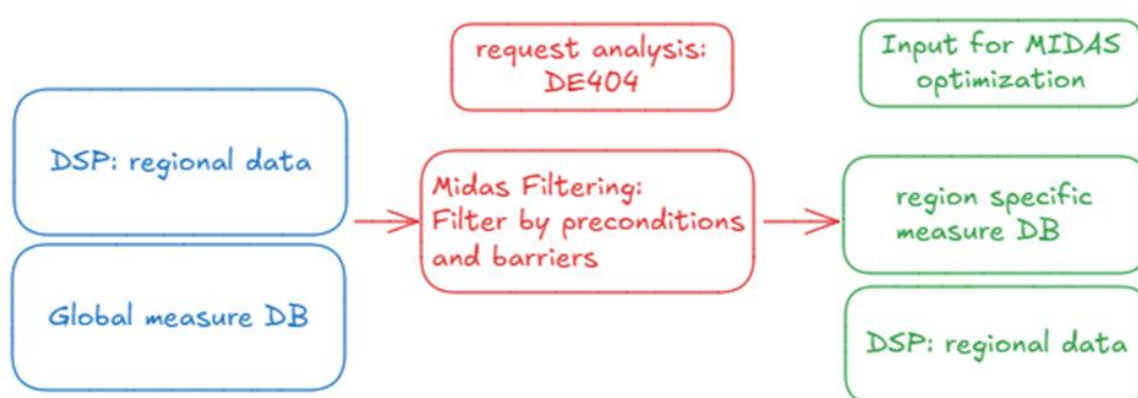 DSP: regional data
Global measure DB
request analysis:
DE404
Midas Filtering:
Filter by preconditions
and barriers
Input for MIDAS
optimization
region specific
measure DB
DSP: regional data